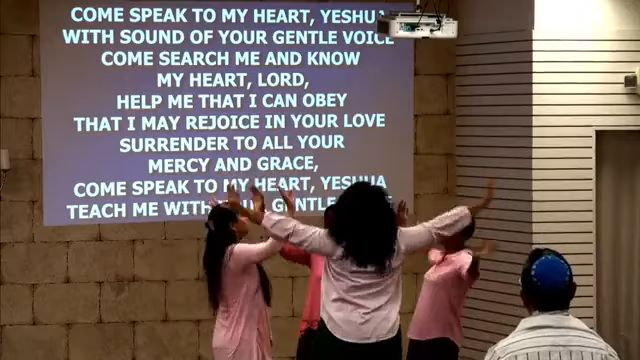 COME SPEAK TO MY HEART, YESHUA
WITH SOUND OF YOUR GENTLE VOICE
COME SEARCH ME AND KNOW
MY HEART, LORD,
HELP ME THAT I CAN OBEY
THAT I MAY REJOICE IN YOUR LOVE
SURRENDER TO ALL YOUR
MERCY AND GRACE,
COME SPEAK TO MY HEART, YESHUA
TEACH ME WITH YOUR GENTLE